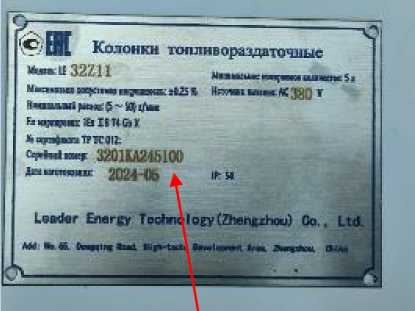 ЕАС Колонки топливораздаточные
Модель: LE 32Z11
Минимальное измеряемое количество: 5 л
Максимально допустимая погрешность: ±0,25 %
Источник питания: AC 380 V
Номинальный расход: (5 ~ 50) л/мин
Ex маркировка: 1Ex
№ сертификата ТР ТС 012:
Серийный номер: 3201KA245100
Дата изготовления: 2024-05
IP: 54
Leader Energy Technology(Zhengzhou) Co., Ltd.
Add: No. 65, Dongqing Road, High-tech Development Area, Zhengzhou, China